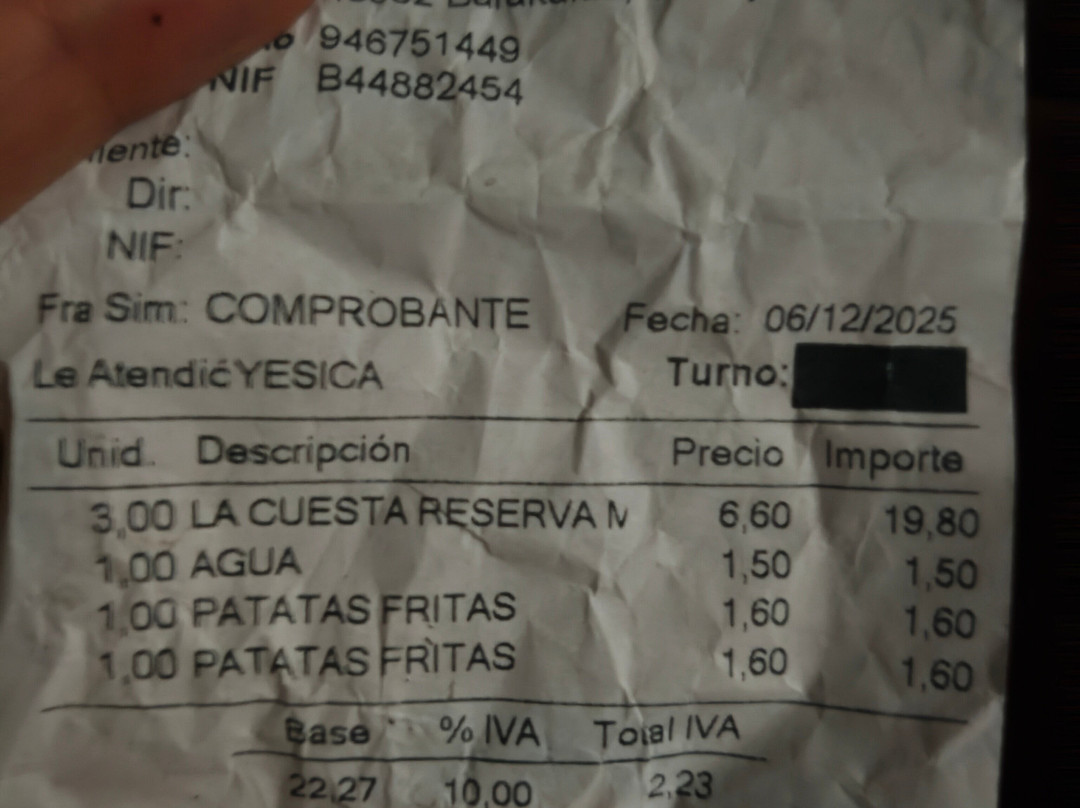 946751449
NIF B44882454
Dir:
NIF:
Fra Sim: COMPROBANTE Fecha: 06/12/2025
Le Atendió YESICA Turno:
Unid. Descripción Precio Importe
3,00 LA CUESTA RESERVA M 6,60 19,80
1,00 AGUA 1,50 1,50
1,00 PATATAS FRITAS 1,60 1,60
1,00 PATATAS FRITAS 1,60 1,60
Base % IVA Total IVA
22,27 10,00 2,23